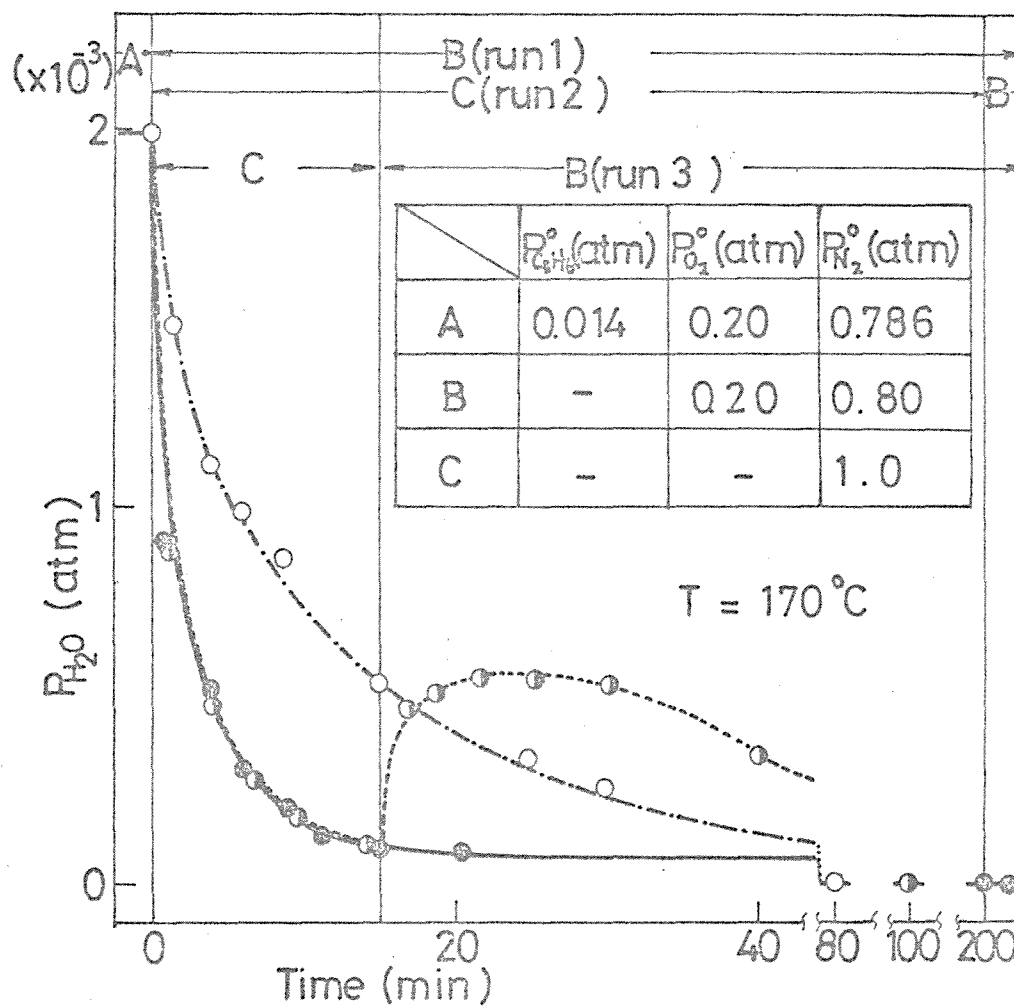 (x10⁻³) A B(run1)
C(run2) B
2
C B(run 3)
P°C₆H₆(atm) P°O₂(atm) P°N₂(atm)
A 0.014 0.20 0.786
B - 0.20 0.80
C - - 1.0
1
T = 170°C
P_H₂O (atm)
0
0 20 40 80 100 200
Time (min)